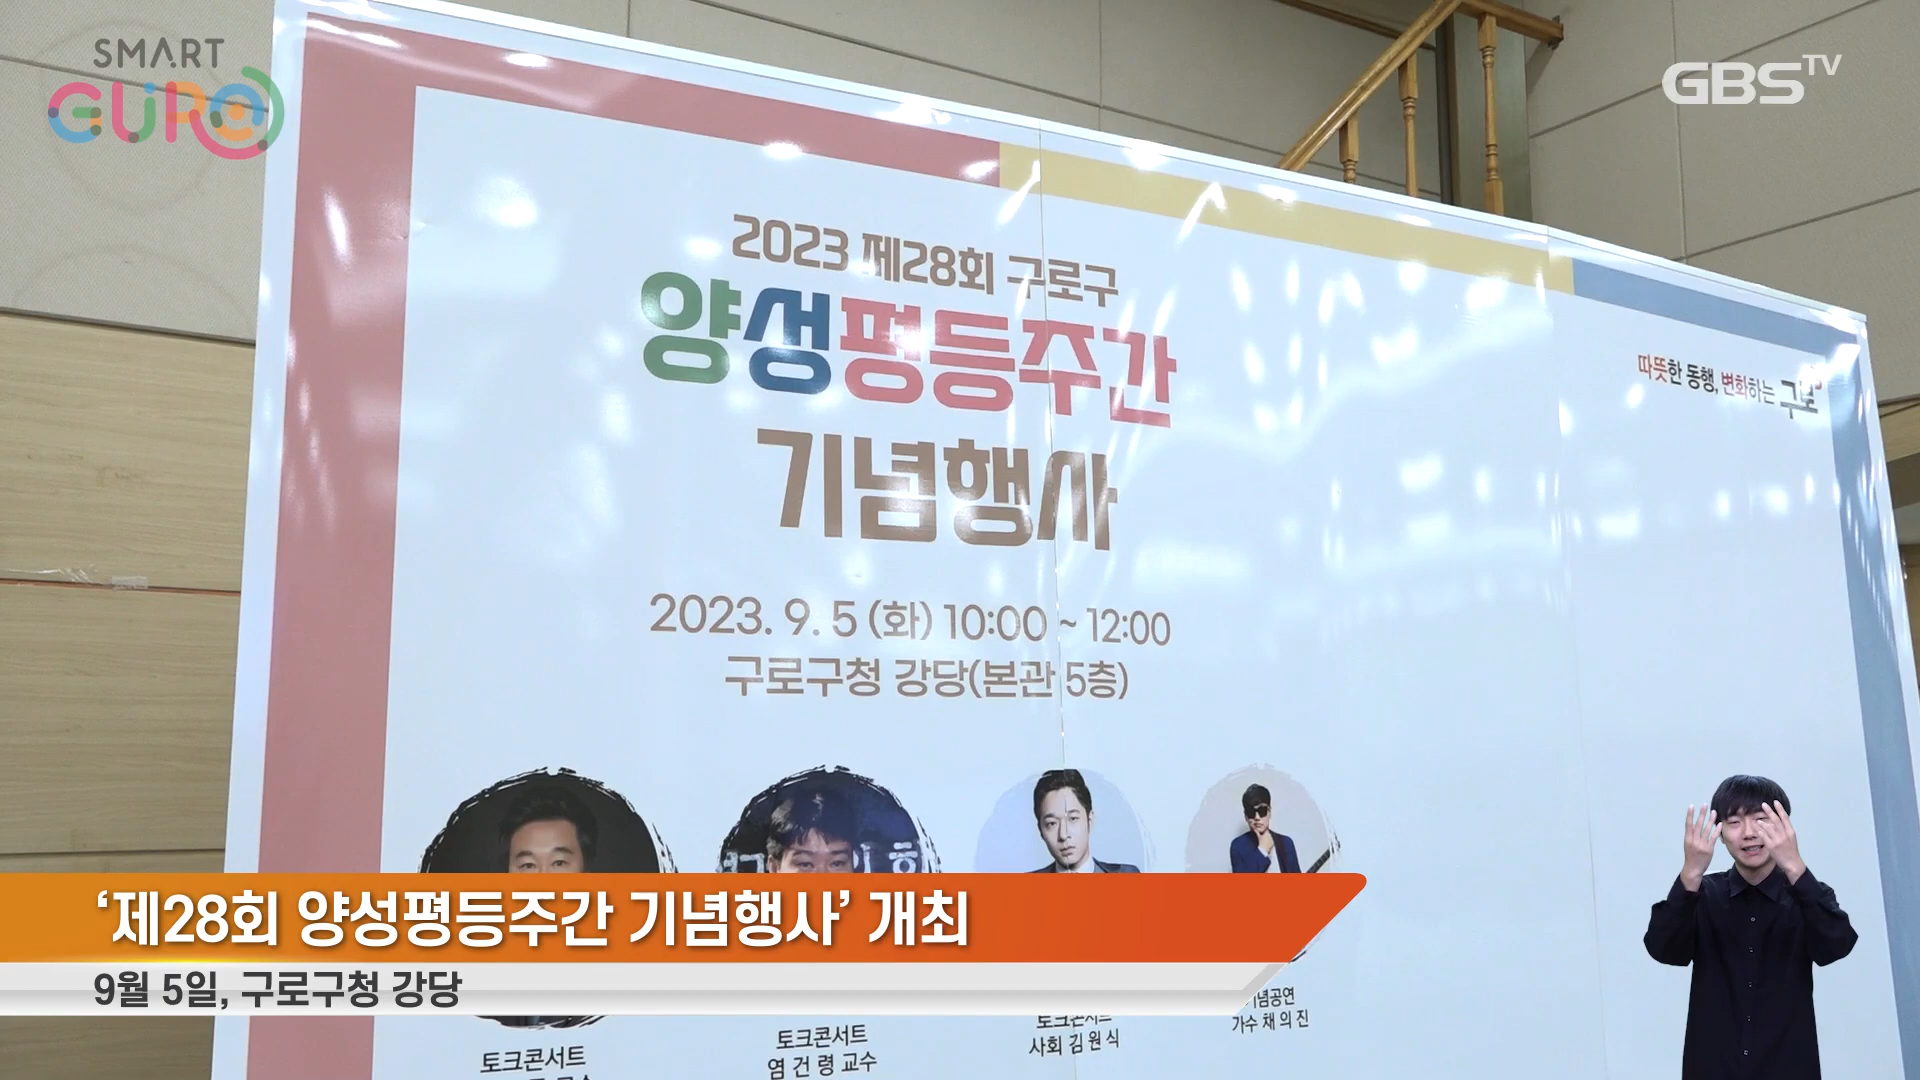 SMART
GURO
GBS TV
2023 제28회 구로구
양성평등주간
기념행사
따뜻한 동행, 변화하는 구로
2023. 9. 5 (화) 10:00 ~ 12:00
구로구청 강당(본관 5층)
‘제28회 양성평등주간 기념행사’ 개최
9월 5일, 구로구청 강당
토크콘서트
토크콘서트
염건령 교수
토크콘서트
사회 김원식
기념공연
가수 채의진